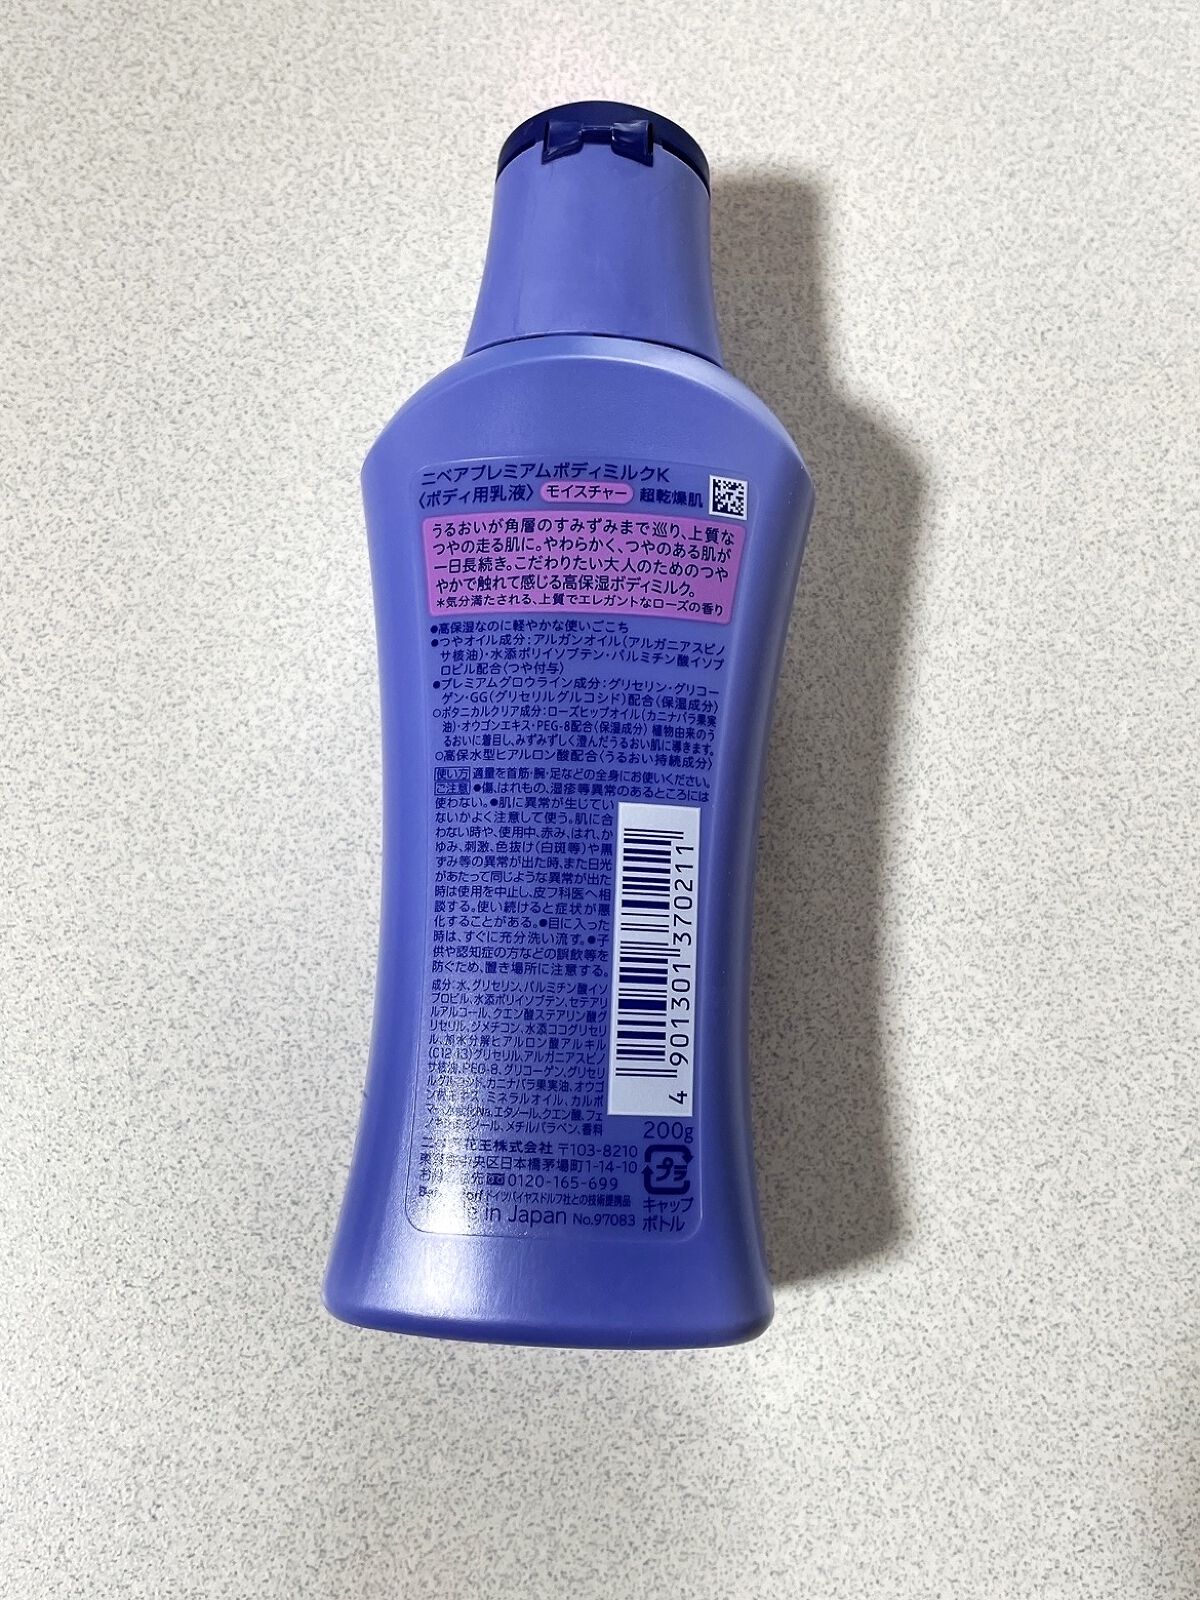 ニベアプレミアムボディミルクK
〈ボディ用乳液〉 モイスチャー 超乾燥肌
うるおいが角層のすみずみまで巡り、上質な
つやの走る肌に。やわらかく、つやのある肌が
一日長続き。こだわりたい大人のためのつや
やかで触れて感じる高保湿ボディミルク。
*気分満たされる、上質でエレガントなローズの香り
●高保湿なのに軽やかな使いごこち
●つやオイル成分:アルガンオイル(アルガニアスピノ
サ核油)・水添ポリイソブテン・パルミチン酸イソプ
ロピル配合〈つや付与〉
●プレミアムグロウライン成分:グリセリン・グリコー
ゲン・GG(グリセリルグルコシド)配合〈保湿成分〉
○ボタニカルクリア成分:ローズヒップオイル(カニナバラ果実
油)・オウゴンエキス・PEG-8配合〈保湿成分〉 植物由来のう
るおいに着目し、みずみずしく澄んだうるおい肌に導きます。
○高保水型ヒアルロン酸配合〈うるおい持続成分〉
使い方 適量を首筋・腕・足などの全身にお使いください。
ご注意 ●傷、はれもの、湿疹等異常のあるところには
使わない。●肌に異常が生じてい
ないかよく注意して使う。肌に合
わない時や、使用中、赤み、はれ、か
ゆみ、刺激、色抜け(白斑等)や黒
ずみ等の異常が出た時、また日光
があたって同じような異常が出た
時は使用を中止し、皮フ科医へ相
談する。使い続けると症状が悪
化することがある。●目に入った
時は、すぐに充分洗い流す。●子
供や認知症の方などの誤飲等を
防ぐため、置き場所に注意する。
成分:水、グリセリン、パルミチン酸イソ
プロピル、水添ポリイソブテン、セテアリ
ルアルコール、クエン酸ステアリン酸グ
リセリル、ジメチコン、水添ココグリセリ
ル、加水分解ヒアルロン酸アルキル
(C12-13)グリセリル、アルガニアスピノ
サ核油、PEG-8、グリコーゲン、グリセリ
ルグルコシド、カニナバラ果実油、オウゴ
ン根エキス、ミネラルオイル、カルボ
マー、水酸化Na、エタノール、クエン酸、フェ
ノキシエタノール、メチルパラベン、香料
4 901301 370211
200g
花王株式会社 〒103-8210
中央区日本橋茅場町1-14-10
0120-165-699
ドイツバイヤスドルフ社との技術提携品
in Japan No.97083
プラ
キャップ
ボトル